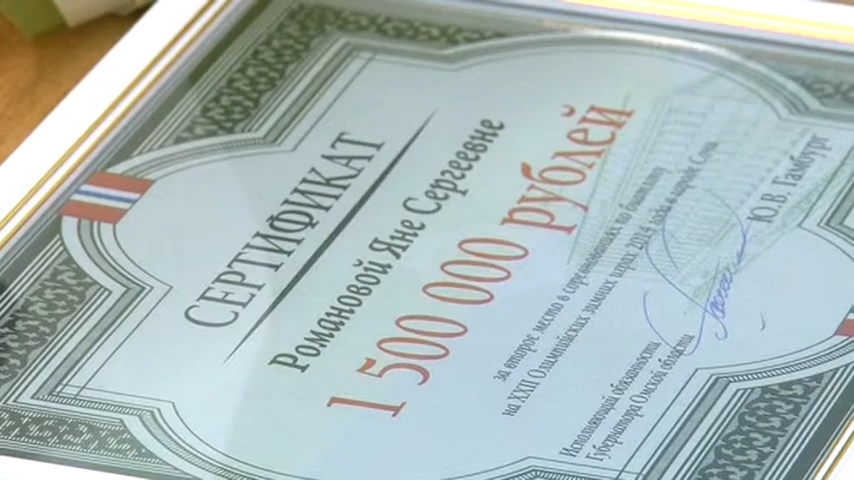 СЕРТИФИКАТ
Романовой Яне Сергеевне
1 500 000 рублей
за второе место в соревнованиях по биатлону
на XXII Олимпийских зимних играх 2014 года в городе Сочи
Исполняющий обязанности
Губернатора Омской области
Ю.В. Гамбург